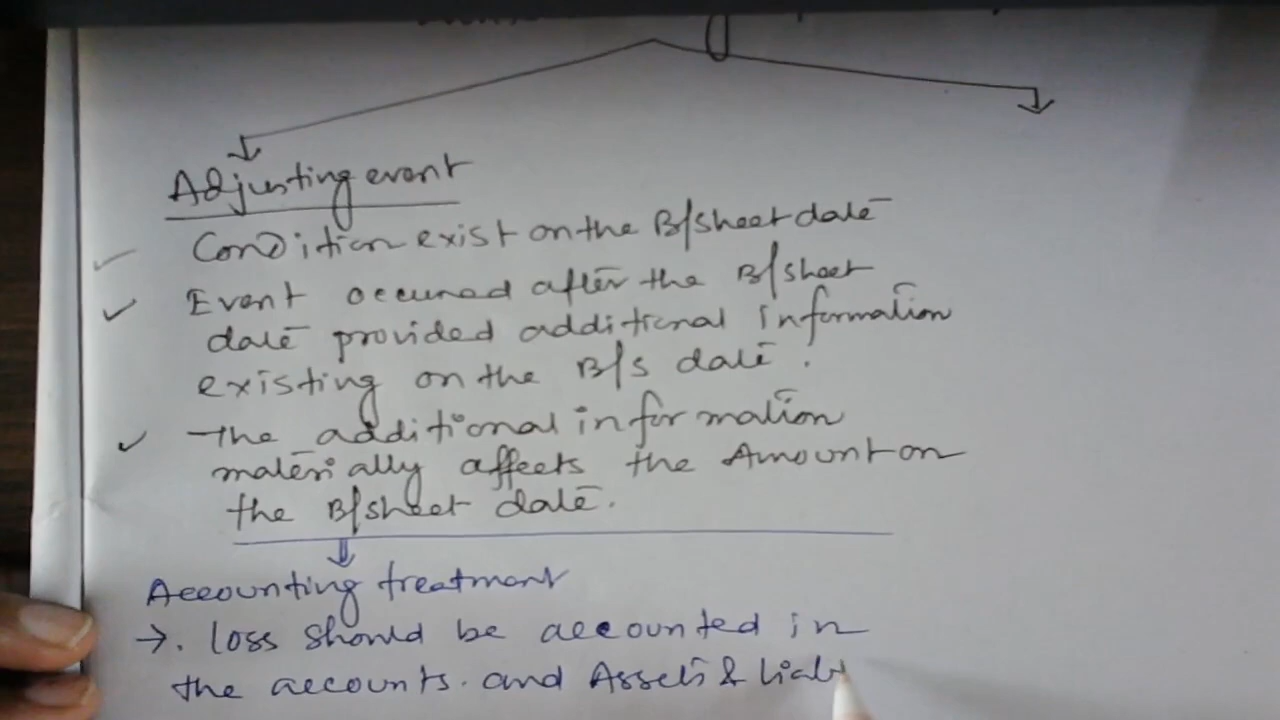 Adjusting event
Condition exist on the B/sheet date
Event occured after the B/sheet
date provided additional information
existing on the B/s date.
The additional information
materially affects the Amount on
the B/sheet date.
Accounting treatment
→. loss should be accounted in
the accounts. and Assets & Liab